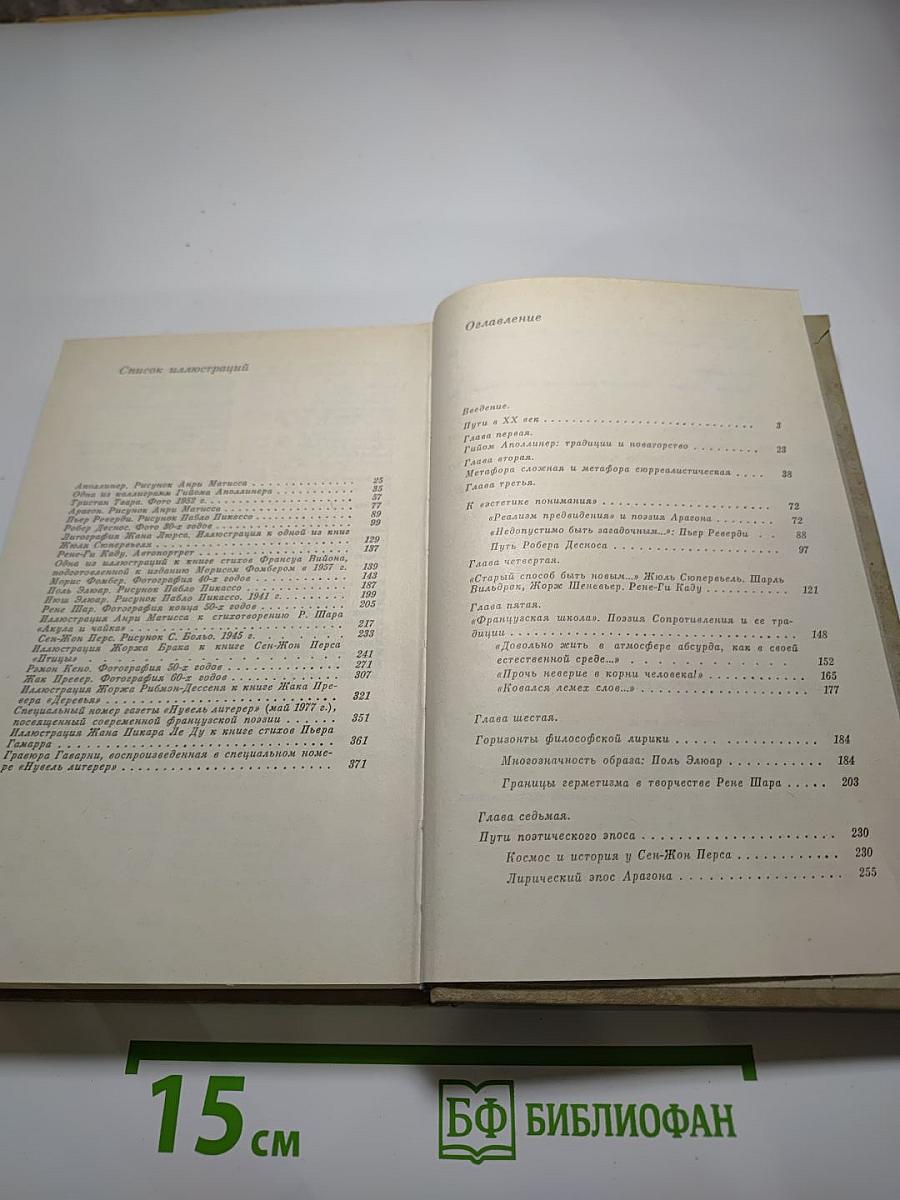 Список иллюстраций
Аполлинер. Рисунок Анри Матисса 25
Одна из каллиграмм Гийома Аполлинера 35
Тристан Тзара. Фото 1952 г. 57
Арагон. Рисунок Анри Матисса 77
Пьер Реверди. Рисунок Пабло Пикассо 89
Робер Деснос. Фото 30-х годов 99
Литография Жана Люрса. Иллюстрация к одной из книг
Жюля Сюпервьеля 129
Рене-Ги Каду. Автопортрет 137
Одна из иллюстраций к книге стихов Франсуа Вийона,
подготовленной к изданию Морисом Фомбером в 1957 г. 139
Морис Фомбер. Фотография 40-х годов 143
Поль Элюар. Рисунок Пабло Пикассо 187
Нюш Элюар. Рисунок Пабло Пикассо. 1941 г. 199
Рене Шар. Фотография конца 50-х годов 205
Иллюстрация Анри Матисса к стихотворению Р. Шара
«Акула и чайка» 217
Сен-Жон Перс. Рисунок С. Больо. 1945 г. 233
Иллюстрация Жоржа Брака к книге Сен-Жон Перса
«Птицы» 241
Рэмон Кено. Фотография 50-х годов 271
Жак Превер. Фотография 60-х годов 307
Иллюстрация Жоржа Рибмон-Дессеня к книге Жака Пре-
вера «Деревья» 321
Специальный номер газеты «Нувель литерер» (май 1977 г.),
посвященный современной французской поэзии 351
Иллюстрация Жана Пикара Ле Ду к книге стихов Пьера
Гамарра 361
Гравюра Гаварни, воспроизведенная в специальном номе-
ре «Нувель литерер» 371
Оглавление
Введение.
Пути в XX век 3
Глава первая.
Гийом Аполлинер: традиции и новаторство 23
Глава вторая.
Метафора сложная и метафора сюрреалистическая 38
Глава третья.
К «эстетике понимания» 72
«Реализм предвидения» и поэзия Арагона 72
«Недопустимо быть загадочным...»: Пьер Реверди 88
Путь Робера Десноса 97
Глава четвертая.
«Старый способ быть новым...» Жюль Сюпервьель. Шарль
Вильдрак, Жорж Шеневьер. Рене-Ги Каду 121
Глава пятая.
«Французская школа». Поэзия Сопротивления и ее тра-
диции 148
«Довольно жить в атмосфере абсурда, как в своей
естественной среде...» 152
«Прочь неверие в корни человека!» 165
«Ковался лемех слов...» 177
Глава шестая.
Горизонты философской лирики 184
Многозначность образа: Поль Элюар 184
Границы герметизма в творчестве Рене Шара 203
Глава седьмая.
Пути поэтического эпоса 230
Космос и история у Сен-Жон Перса 230
Лирический эпос Арагона 255
15 см
БФ БИБЛИОФАН